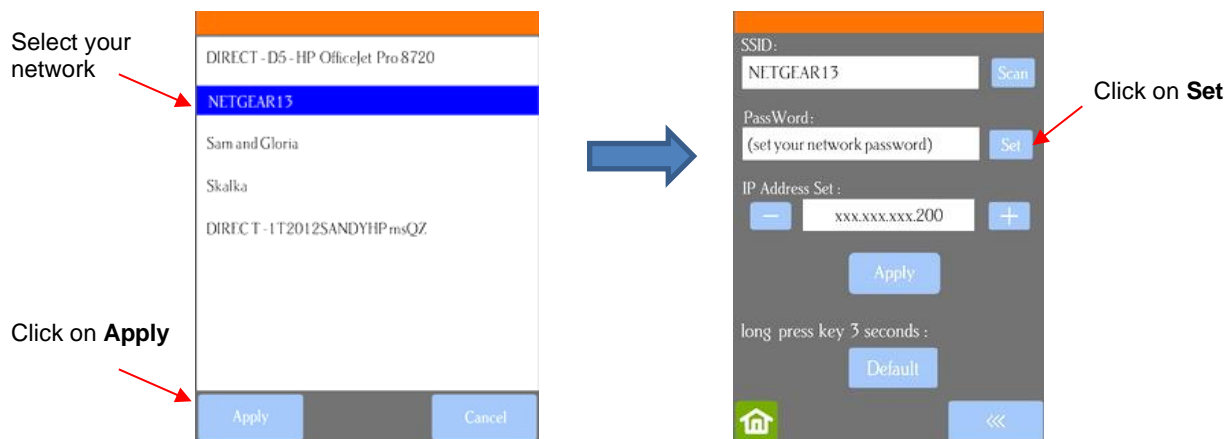 Select your
network
Click on Apply
DIRECT - D5 - HP OfficeJet Pro 8720
NETGEAR13
Sam and Gloria
Skalka
DIRECT -1T2012SANDYHP msQZ
Apply
Cancel
SSID:
NETGEAR13
Scan
PassWord:
(set your network password)
Set
Click on Set
IP Address Set :
−
xxx.xxx.xxx.200
+
Apply
long press key 3 seconds :
Default
<<<